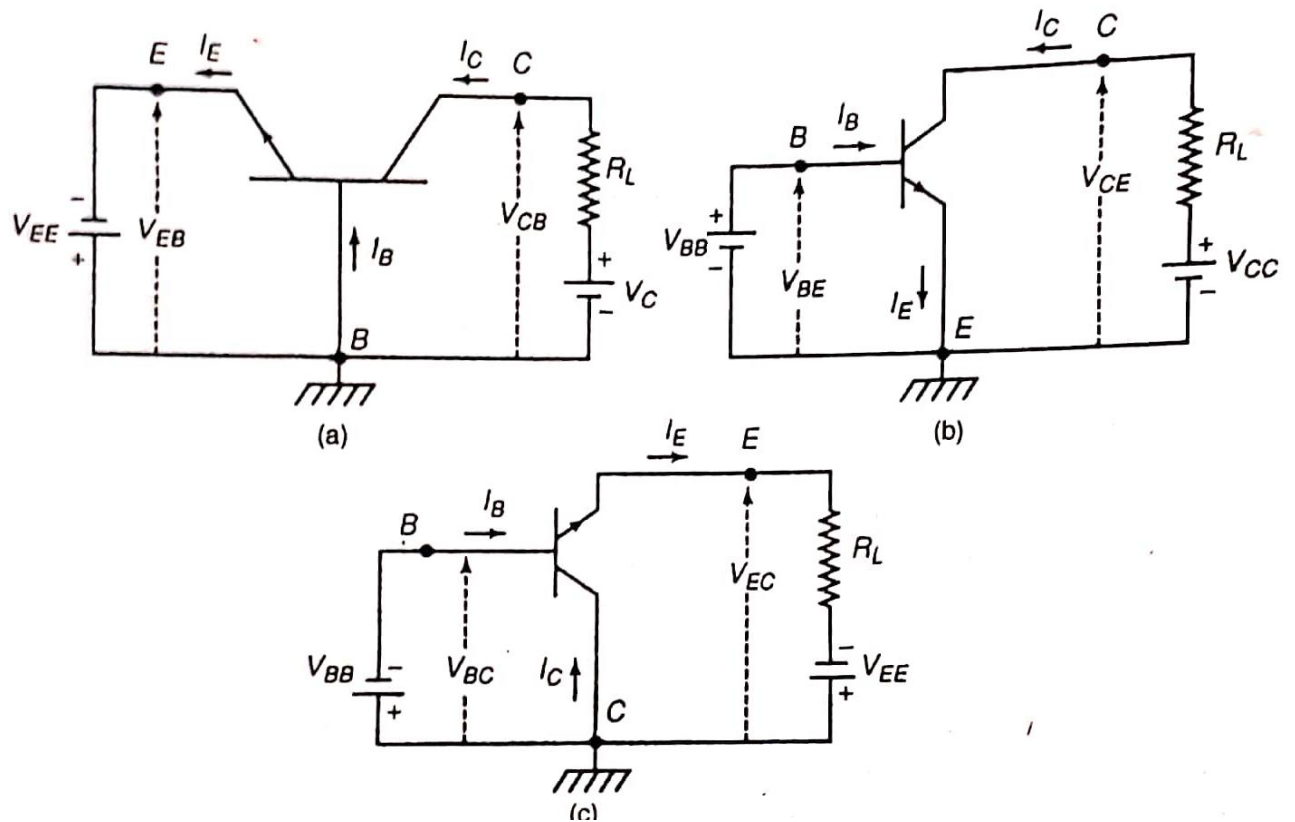 E
I_E
I_C
C
R_L
-
V_EE
+
V_EB
V_CB
I_B
+
V_C
-
B
(a)
I_C
C
B
I_B
R_L
V_CE
+
V_BB
-
V_BE
I_E
E
+
V_CC
-
(b)
I_E
E
B
I_B
R_L
V_EC
V_BB
-
+
V_BC
I_C
C
-
V_EE
+
(c)